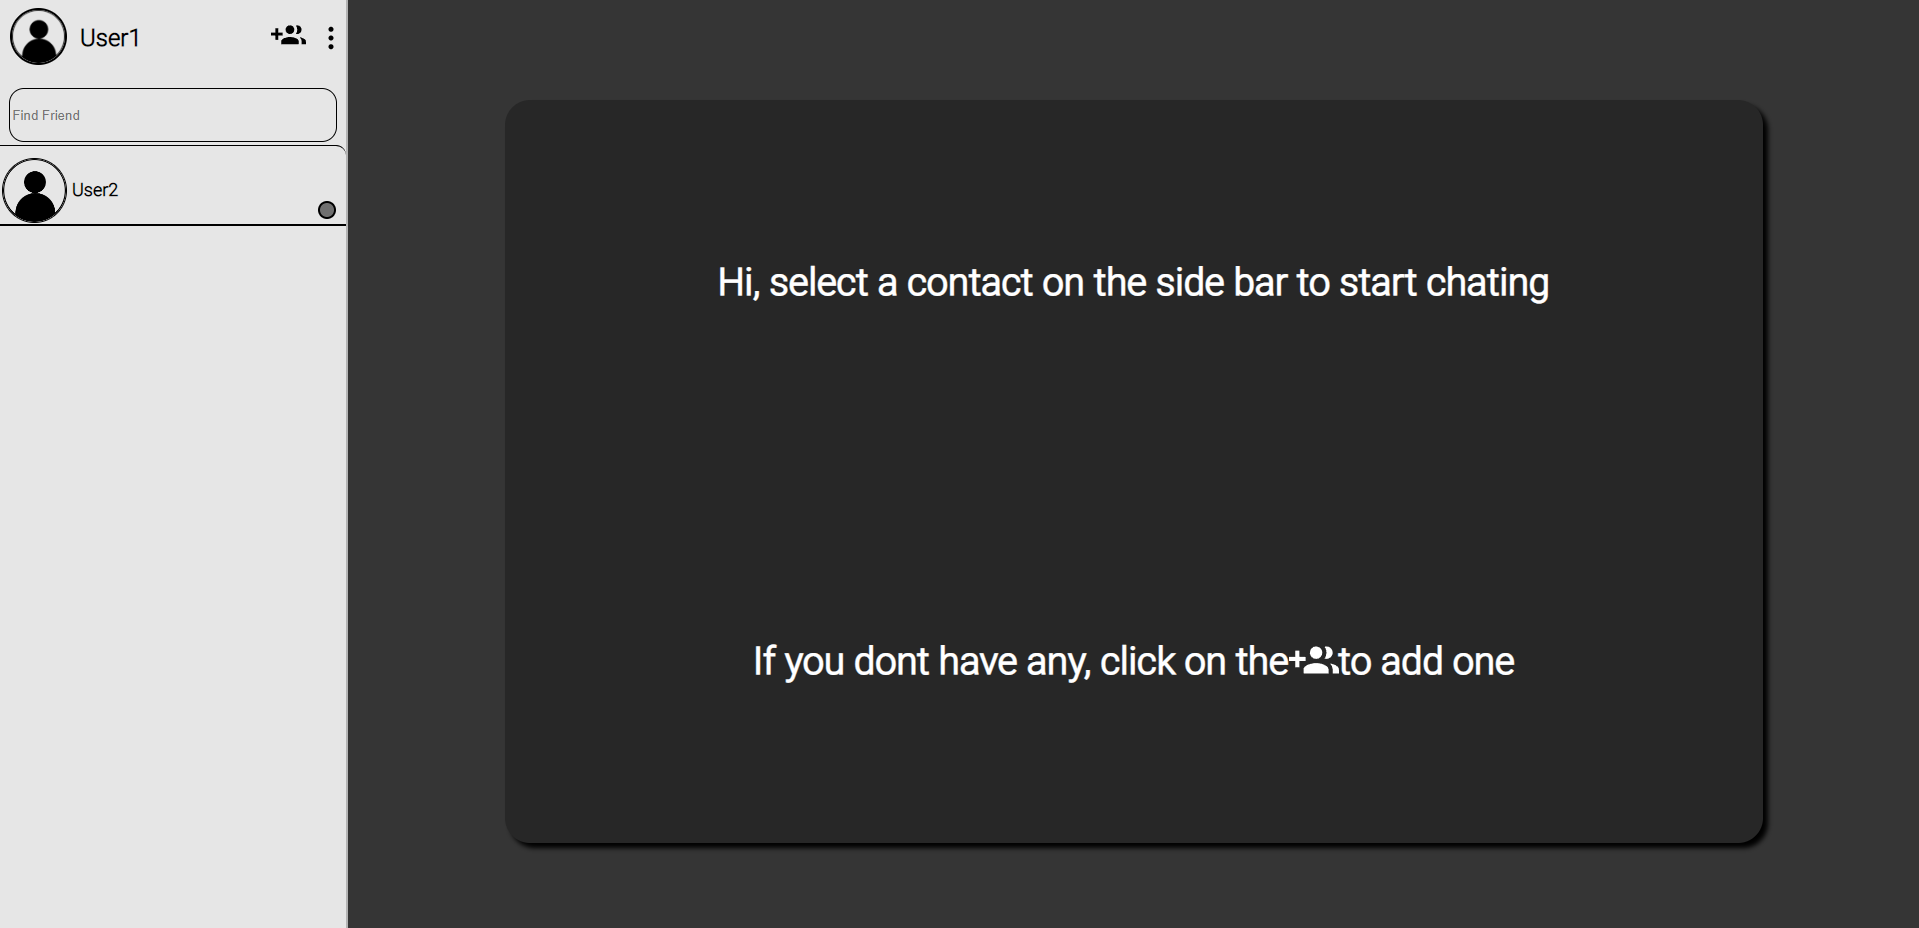 User1
Find Friend
User2
Hi, select a contact on the side bar to start chating
If you dont have any, click on the to add one